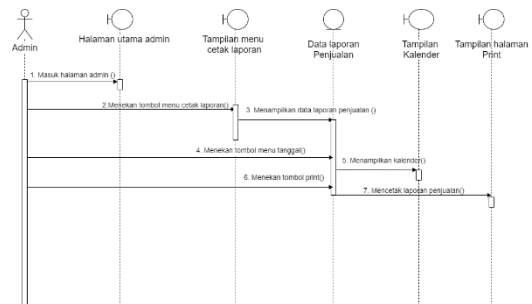 Admin
Halaman utama admin
Tampilan menu
cetak laporan
Data laporan
Penjualan
Tampilan
Kalender
Tampilan halaman
Print
1. Masuk halaman admin ()
2.Menekan tombol menu cetak laporan()
3. Menampilkan data laporan penjualan ()
4. Menekan tombol menu tanggal()
5. Menampilkan kalender()
6. Menekan tombol print()
7. Mencetak laporan penjualan()